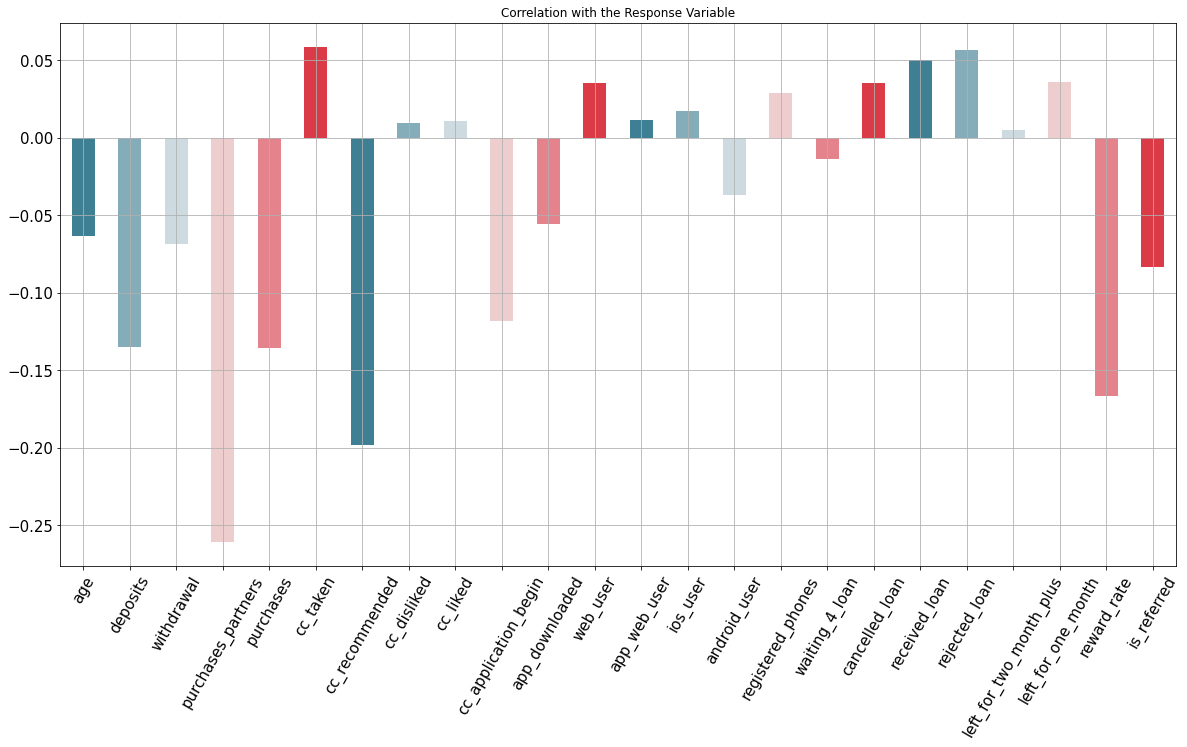 Correlation with the Response Variable
0.05
0.00
−0.05
−0.10
−0.15
−0.20
−0.25
age
deposits
withdrawal
purchases_partners
purchases
cc_taken
cc_recommended
cc_disliked
cc_liked
cc_application_begin
app_downloaded
web_user
app_web_user
ios_user
android_user
registered_phones
waiting_4_loan
cancelled_loan
received_loan
rejected_loan
left_for_two_month_plus
left_for_one_month
reward_rate
is_referred